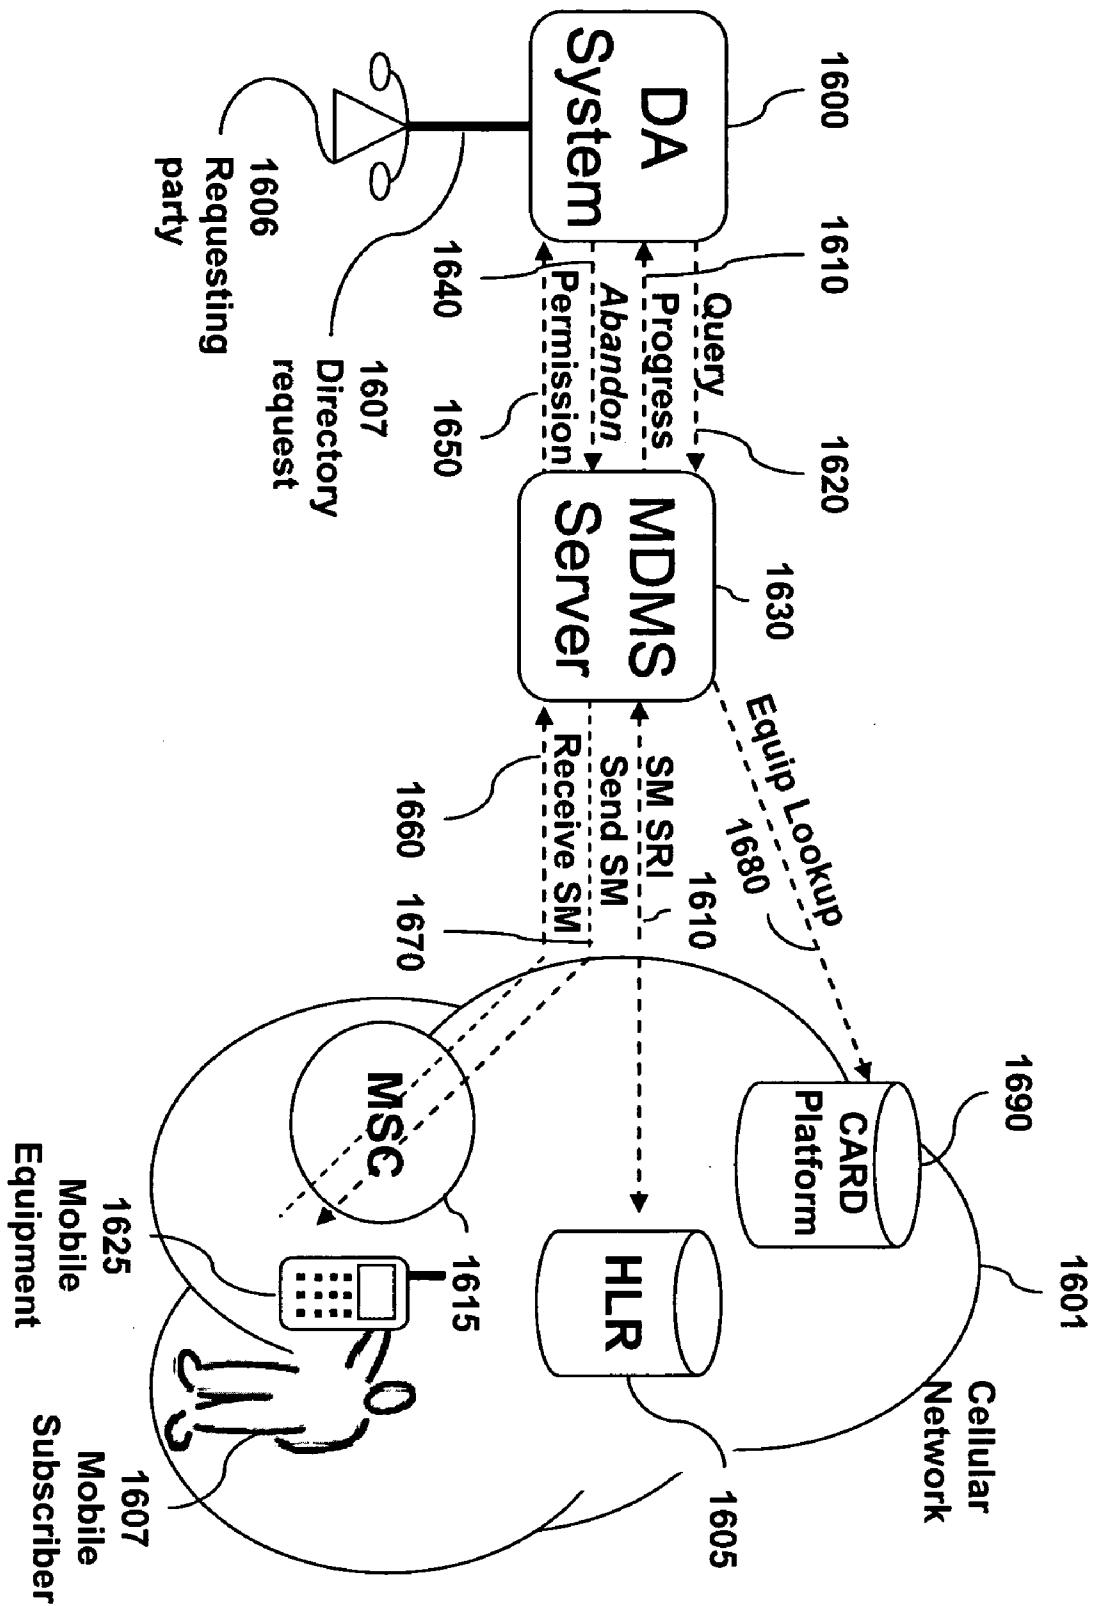 1600
DA
System
1610
Query
1620
Progress
Abandon
Permission
1640
1650
1606
Requesting
party
1607
Directory
request
1630
MDMS
Server
Equip Lookup
1680
SM SRI
1610
Send SM
Receive SM
1660
1670
1690
CARD
Platform
1601
Cellular
Network
HLR
1605
MSC
1615
1625
Mobile
Equipment
1607
Mobile
Subscriber